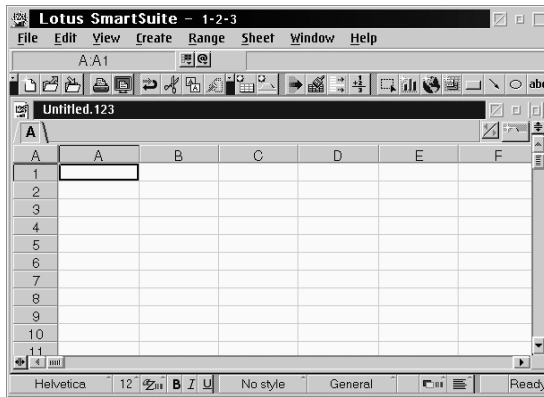 Lotus SmartSuite - 1-2-3
File Edit View Create Range Sheet Window Help
A:A1 @
abc
Untitled.123
A
A A B C D E F
1
2
3
4
5
6
7
8
9
10
11
Helvetica 12 B I U No style General Ready